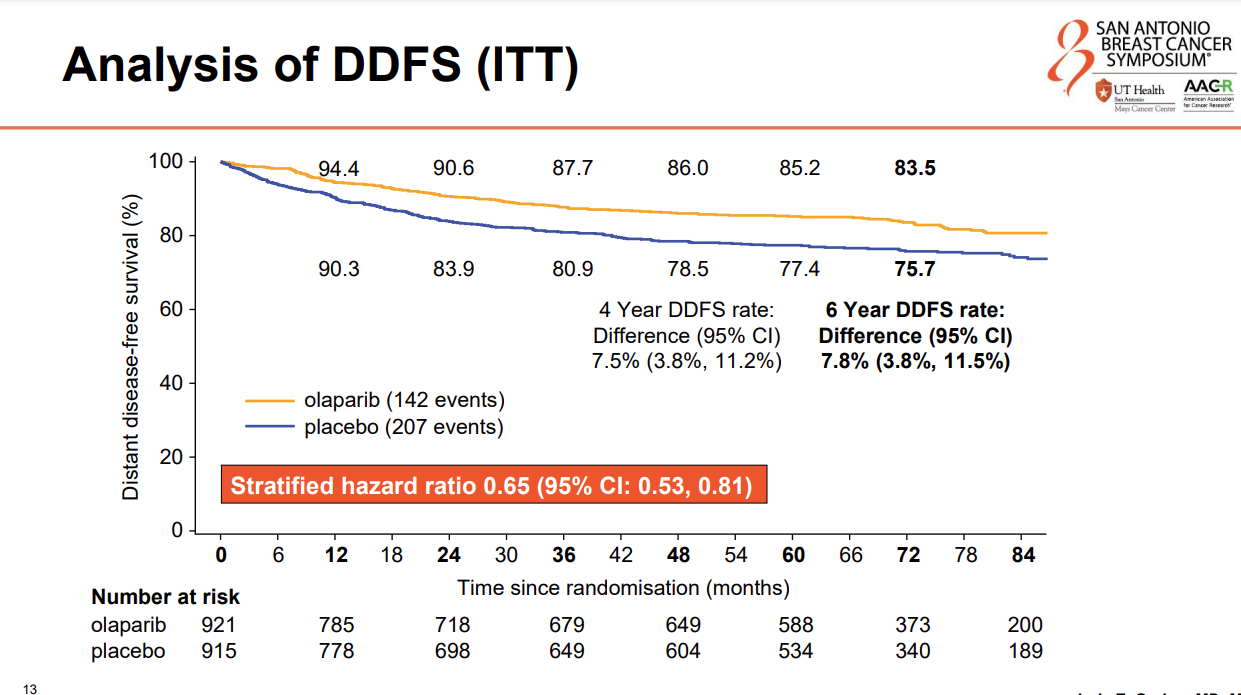 Analysis of DDFS (ITT)
SAN ANTONIO
BREAST CANCER
SYMPOSIUM®
UT Health
San Antonio
Mays Cancer Center
AACR
American Association
for Cancer Research®
Distant disease-free survival (%)
100
80
60
40
20
0
94.4 90.6 87.7 86.0 85.2 83.5
90.3 83.9 80.9 78.5 77.4 75.7
4 Year DDFS rate:
Difference (95% CI)
7.5% (3.8%, 11.2%)
6 Year DDFS rate:
Difference (95% CI)
7.8% (3.8%, 11.5%)
olaparib (142 events)
placebo (207 events)
Stratified hazard ratio 0.65 (95% CI: 0.53, 0.81)
0 6 12 18 24 30 36 42 48 54 60 66 72 78 84
Time since randomisation (months)
Number at risk
olaparib 921 785 718 679 649 588 373 200
placebo 915 778 698 649 604 534 340 189
13